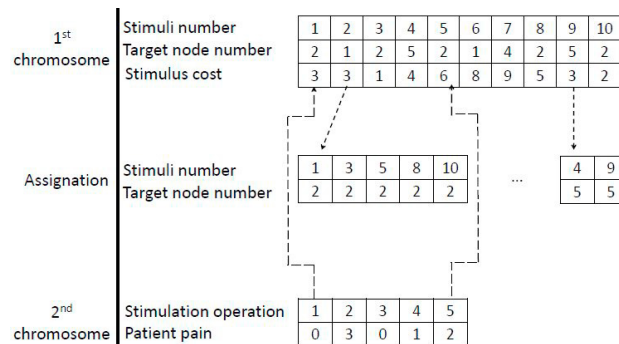 1st chromosome
Stimuli number 1 2 3 4 5 6 7 8 9 10
Target node number 2 1 2 5 2 1 4 2 5 2
Stimulus cost 3 3 1 4 6 8 9 5 3 2
Assignation
Stimuli number 1 3 5 8 10 ... 4 9
Target node number 2 2 2 2 2 5 5
2nd chromosome
Stimulation operation 1 2 3 4 5
Patient pain 0 3 0 1 2